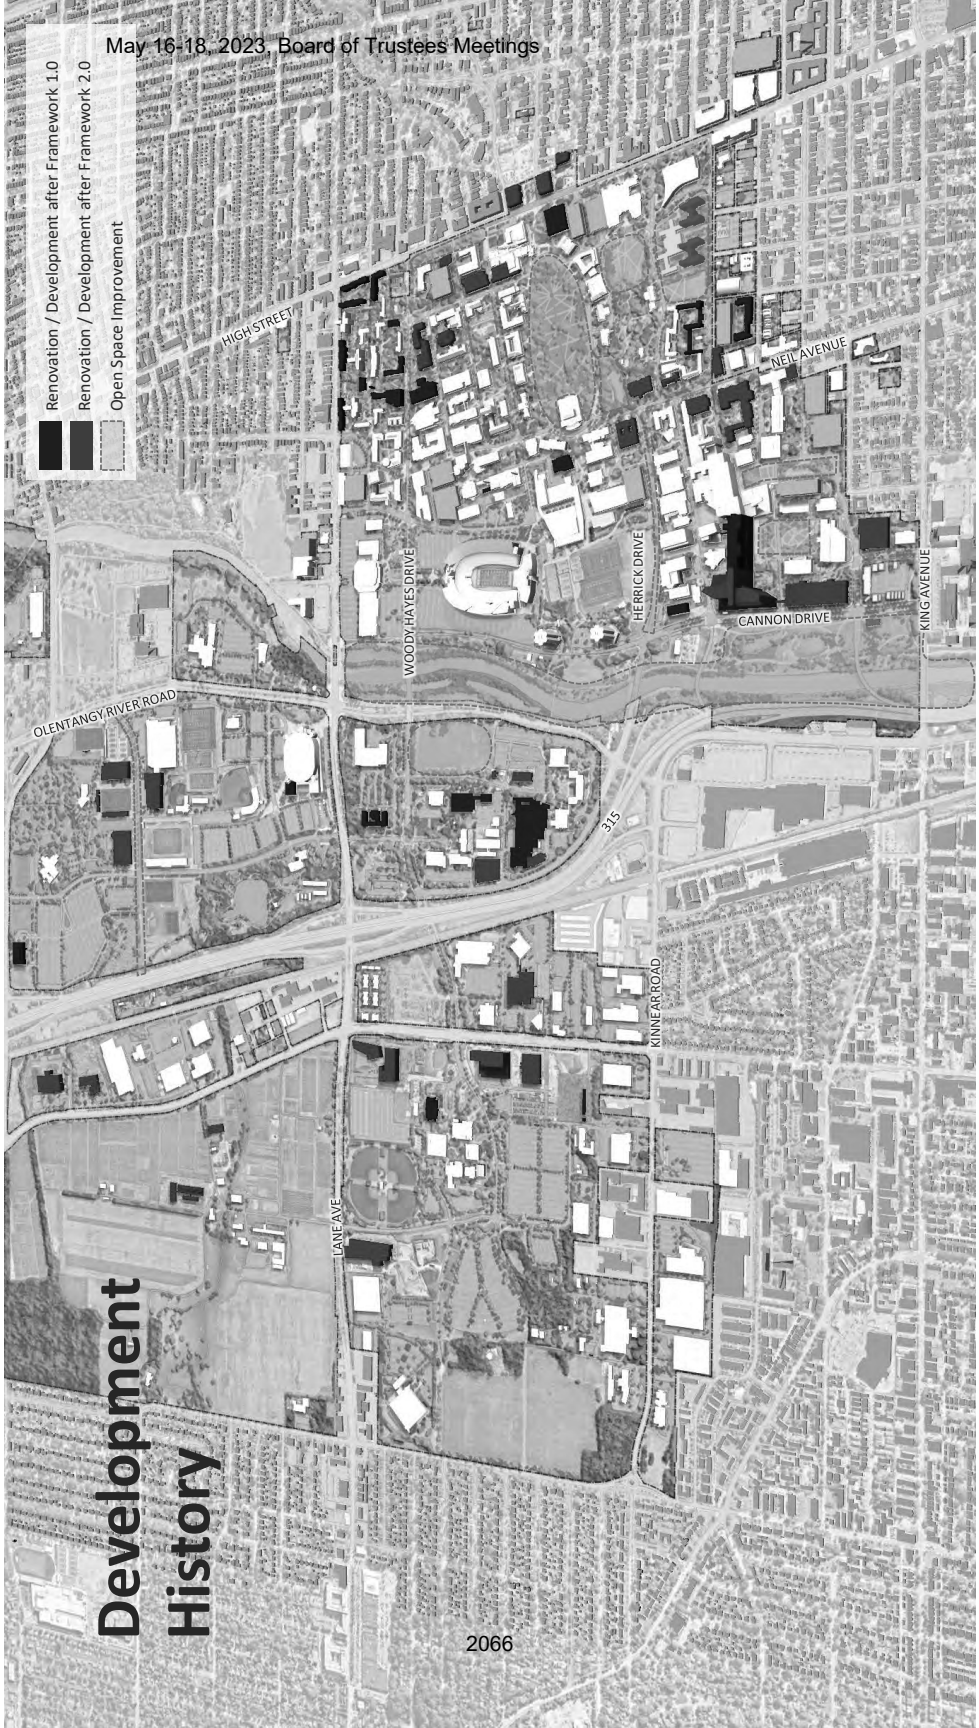 May 16-18, 2023, Board of Trustees Meetings
Development
History
Renovation / Development after Framework 1.0
Renovation / Development after Framework 2.0
Open Space Improvement
HIGH STREET
NEIL AVENUE
WOODY HAYES DRIVE
HERRICK DRIVE
CANNON DRIVE
KING AVENUE
OLENTANGY RIVER ROAD
315
KINNEAR ROAD
LANE AVE
2066